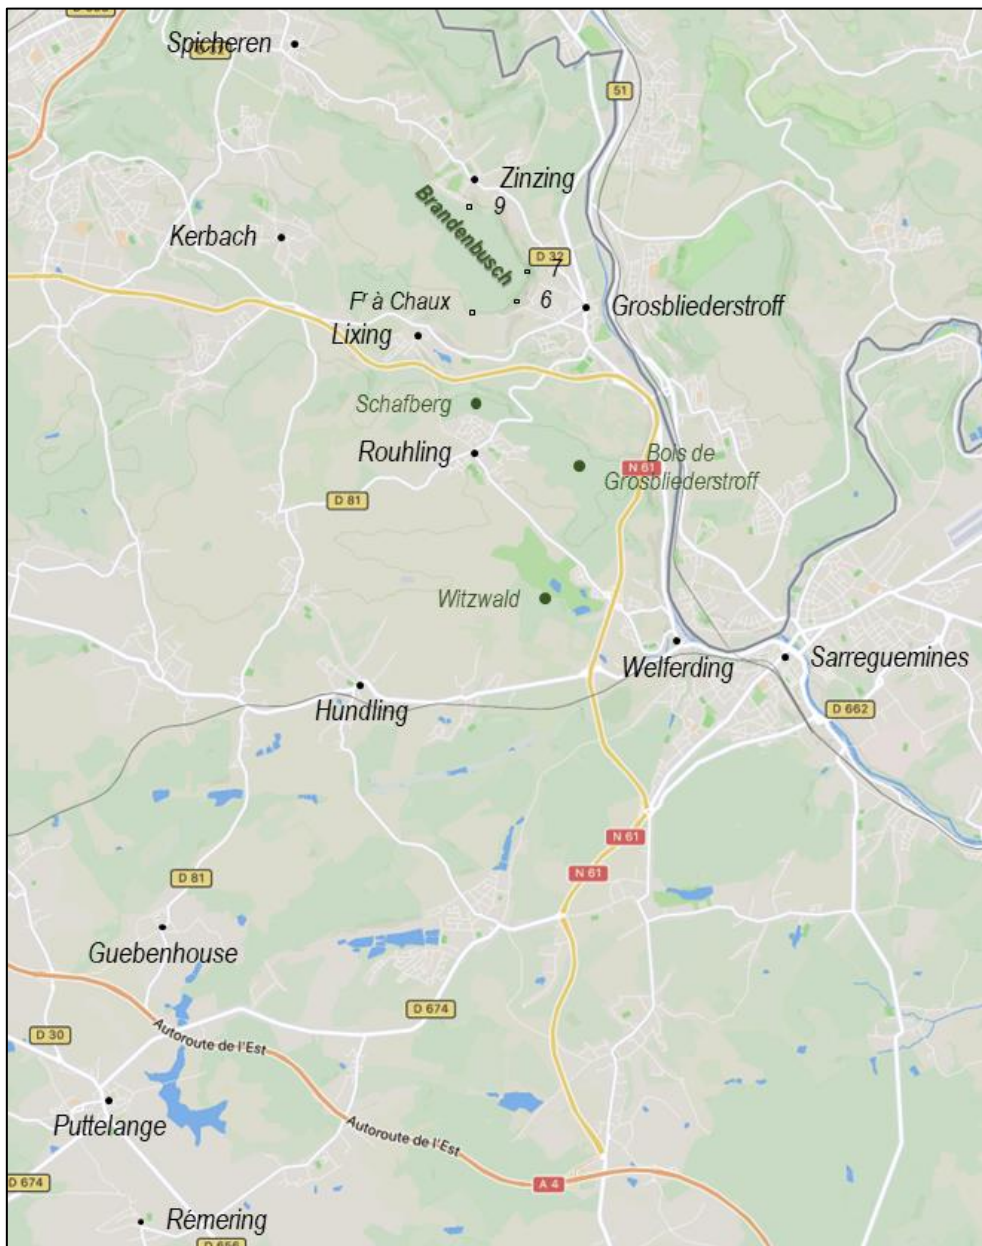 Spicheren
D 32
51
Zinzing
9
Brandenbusch
Kerbach
D 32
7
6
Fʳ à Chaux
Grosbliederstroff
Lixing
Schafberg
Rouhling
Bois de
Grosbliederstroff
N 61
D 81
Witzwald
Welferding
Sarreguemines
Hundling
D 662
N 61
N 61
D 81
Guebenhouse
D 674
D 30
Autoroute de l'Est
Puttelange
Autoroute de l'Est
D 674
A 4
Rémering
D 656